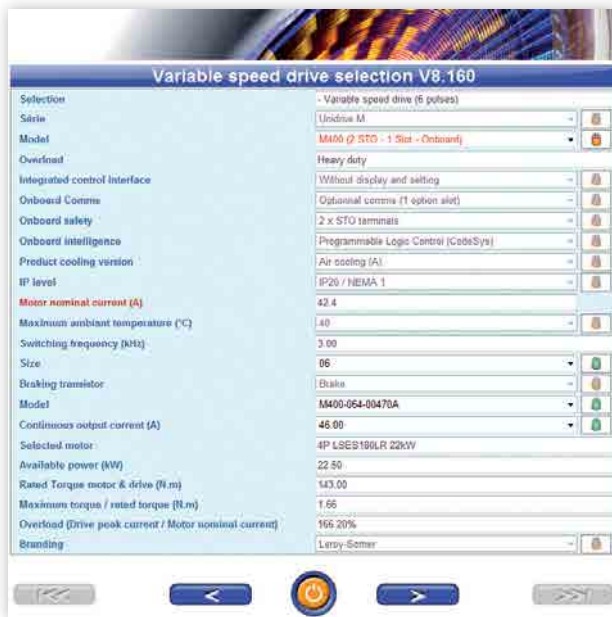 Variable speed drive selection V8.160
Selection - Variable speed drive (6 pulses)
Série Unidrive M
Model M400 (2 STO - 1 Slot - Onboard)
Overload Heavy duty
Integrated control interface Without display and setting
Onboard Comms Optionnal comms (1 option slot)
Onboard safety 2 x STO terminals
Onboard intelligence Programmable Logic Control (CodeSys)
Product cooling version Air cooling (A)
IP level IP20 / NEMA 1
Motor nominal current (A) 42.4
Maximum ambiant temperature (°C) 40
Switching frequency (kHz) 3.00
Size 06
Braking transistor Brake
Model M400-064-00470A
Continuous output current (A) 46.00
Selected motor 4P LSES180LR 22kW
Available power (kW) 22.50
Rated Torque motor & drive (N.m) 143.00
Maximum torque / rated torque (N.m) 1.66
Overload (Drive peak current / Motor nominal current) 166.20%
Branding Leroy-Somer
|<< < > >>|